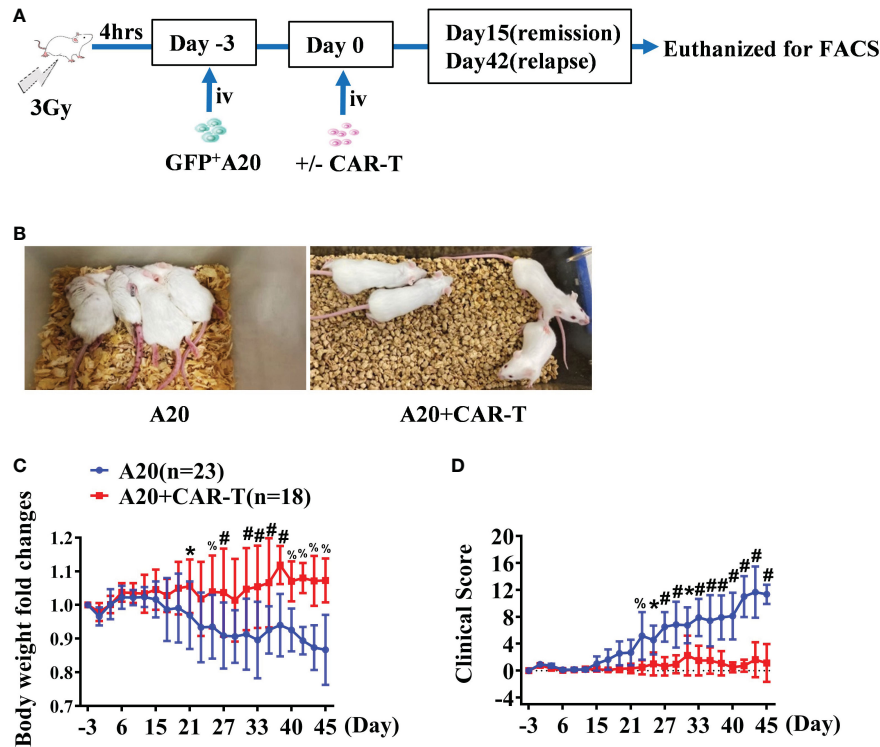 A
4hrs
Day -3
Day 0
Day15(remission)
Day42(relapse)
Euthanized for FACS
3Gy
iv
iv
GFP+A20
+/- CAR-T
B
A20
A20+CAR-T
C
A20(n=23)
A20+CAR-T(n=18)
Body weight fold changes
1.2
1.1
1.0
0.9
0.8
0.7
* % # # # # # % % % %
-3 6 15 21 27 33 40 45 (Day)
D
Clinical Score
20
16
12
8
4
0
-4
% * # # * # # # # # # #
-3 6 15 21 27 33 40 45 (Day)